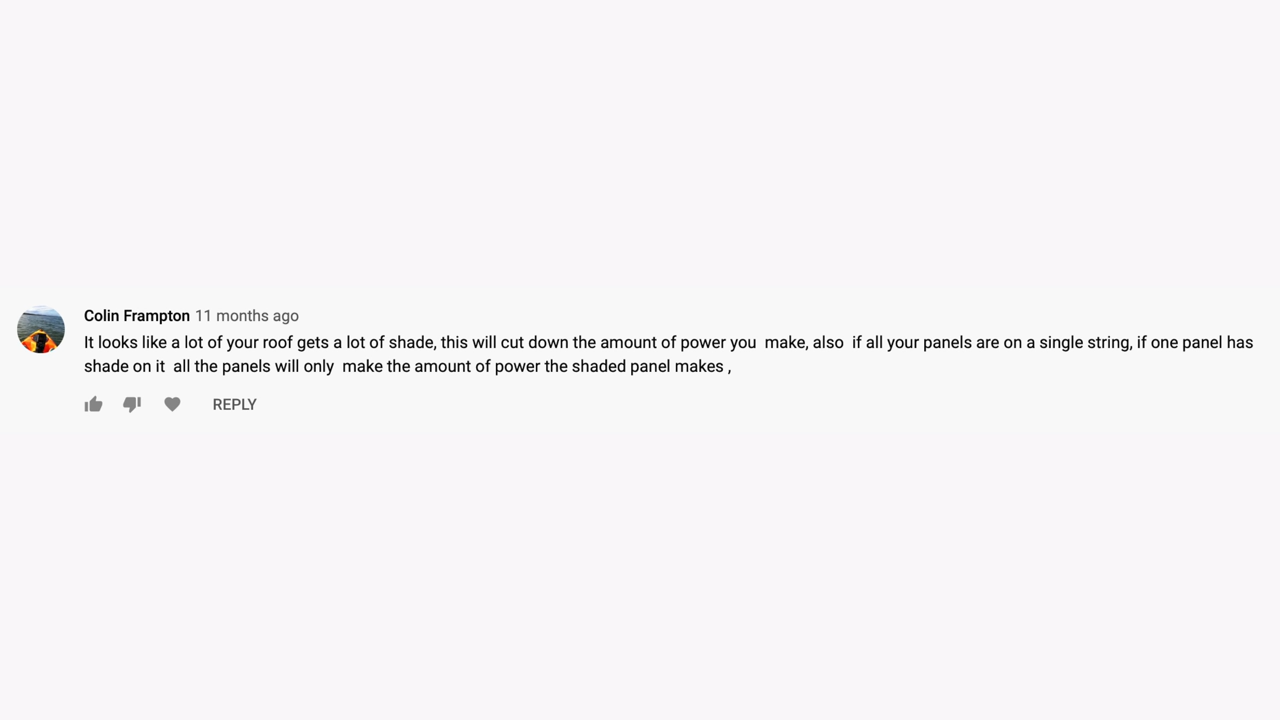 Colin Frampton 11 months ago
It looks like a lot of your roof gets a lot of shade, this will cut down the amount of power you  make, also  if all your panels are on a single string, if one panel has
shade on it  all the panels will only  make the amount of power the shaded panel makes ,
REPLY